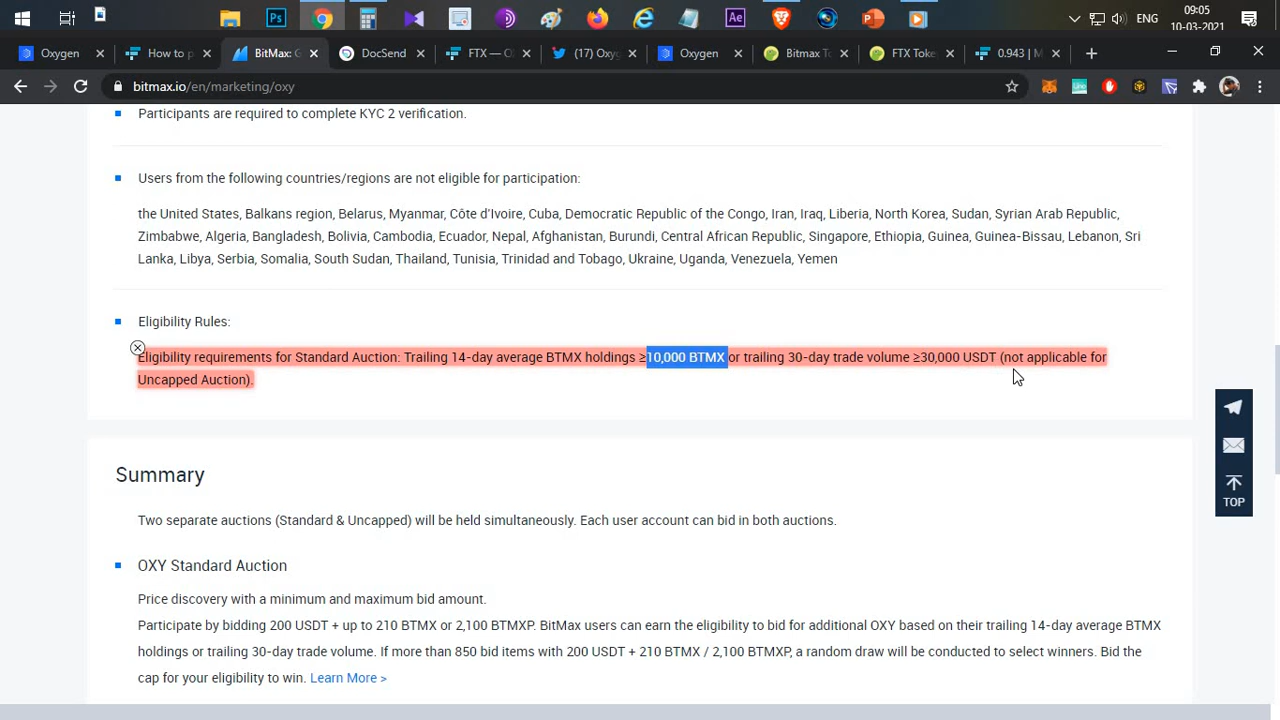 Ps
Ae
ENG
09:05
10-03-2021
Oxygen
How to p
BitMax: G
DocSend
FTX — O
(17) Oxy
Oxygen
Bitmax To
FTX Toke
0.943 | M
bitmax.io/en/marketing/oxy
Participants are required to complete KYC 2 verification.
Users from the following countries/regions are not eligible for participation:
the United States, Balkans region, Belarus, Myanmar, Côte d'Ivoire, Cuba, Democratic Republic of the Congo, Iran, Iraq, Liberia, North Korea, Sudan, Syrian Arab Republic,
Zimbabwe, Algeria, Bangladesh, Bolivia, Cambodia, Ecuador, Nepal, Afghanistan, Burundi, Central African Republic, Singapore, Ethiopia, Guinea, Guinea-Bissau, Lebanon, Sri
Lanka, Libya, Serbia, Somalia, South Sudan, Thailand, Tunisia, Trinidad and Tobago, Ukraine, Uganda, Venezuela, Yemen
Eligibility Rules:
Eligibility requirements for Standard Auction: Trailing 14-day average BTMX holdings ≥10,000 BTMX or trailing 30-day trade volume ≥30,000 USDT (not applicable for
Uncapped Auction).
TOP
Summary
Two separate auctions (Standard & Uncapped) will be held simultaneously. Each user account can bid in both auctions.
OXY Standard Auction
Price discovery with a minimum and maximum bid amount.
Participate by bidding 200 USDT + up to 210 BTMX or 2,100 BTMXP. BitMax users can earn the eligibility to bid for additional OXY based on their trailing 14-day average BTMX
holdings or trailing 30-day trade volume. If more than 850 bid items with 200 USDT + 210 BTMX / 2,100 BTMXP, a random draw will be conducted to select winners. Bid the
cap for your eligibility to win. Learn More >